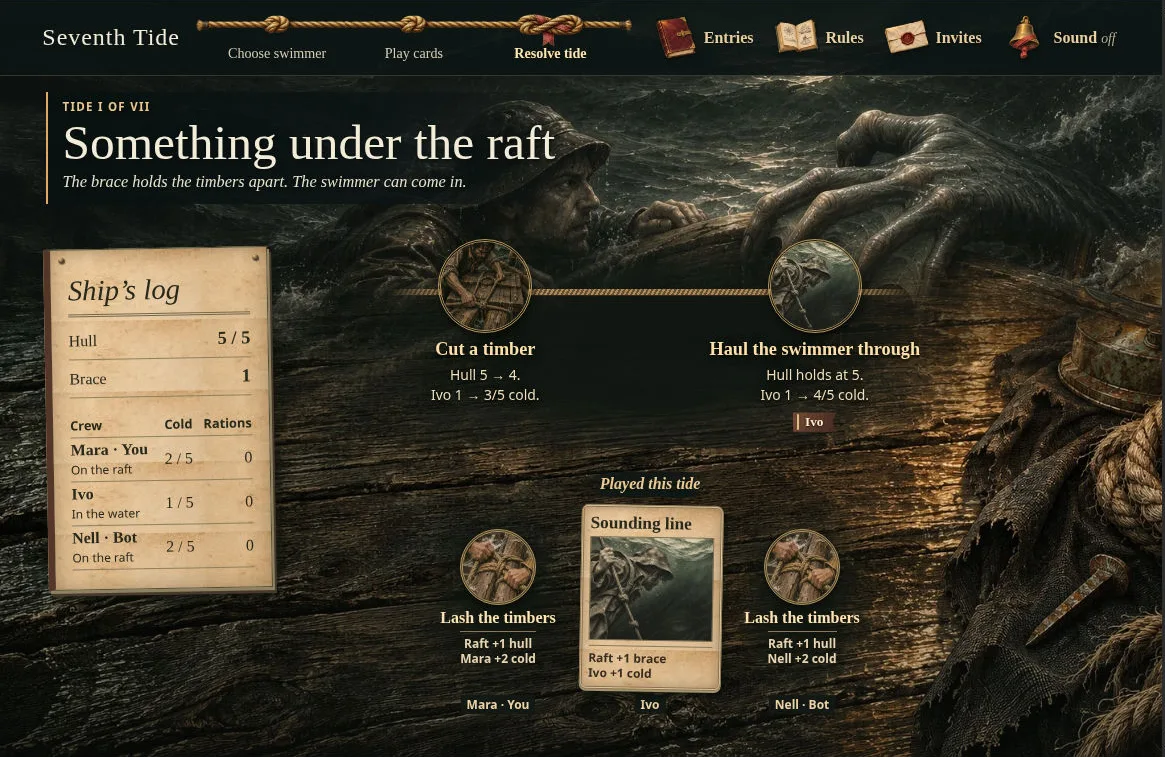 Seventh Tide
Choose swimmer
Play cards
Resolve tide
Entries
Rules
Invites
Sound off
TIDE I OF VII
Something under the raft
The brace holds the timbers apart. The swimmer can come in.
Ship’s log
Hull 5 / 5
Brace 1
Crew Cold Rations
Mara · You 2 / 5 0
On the raft
Ivo 1 / 5 0
In the water
Nell · Bot 2 / 5 0
On the raft
Cut a timber
Hull 5 → 4.
Ivo 1 → 3/5 cold.
Haul the swimmer through
Hull holds at 5.
Ivo 1 → 4/5 cold.
Ivo
Played this tide
Lash the timbers
Raft +1 hull
Mara +2 cold
Mara · You
Sounding line
Raft +1 brace
Ivo +1 cold
Ivo
Lash the timbers
Raft +1 hull
Nell +2 cold
Nell · Bot